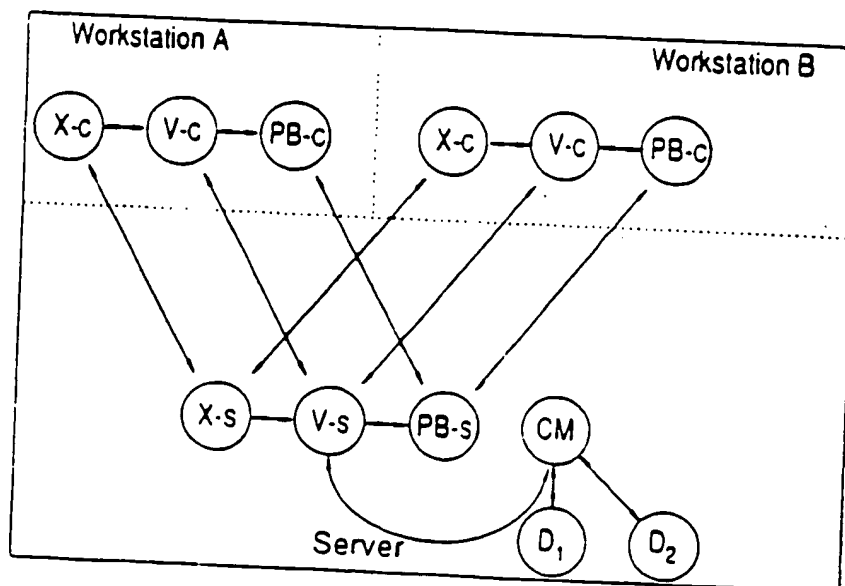 Workstation A
Workstation B
X-c
V-c
PB-c
X-c
V-c
PB-c
X-s
V-s
PB-s
CM
Server
D₁
D₂